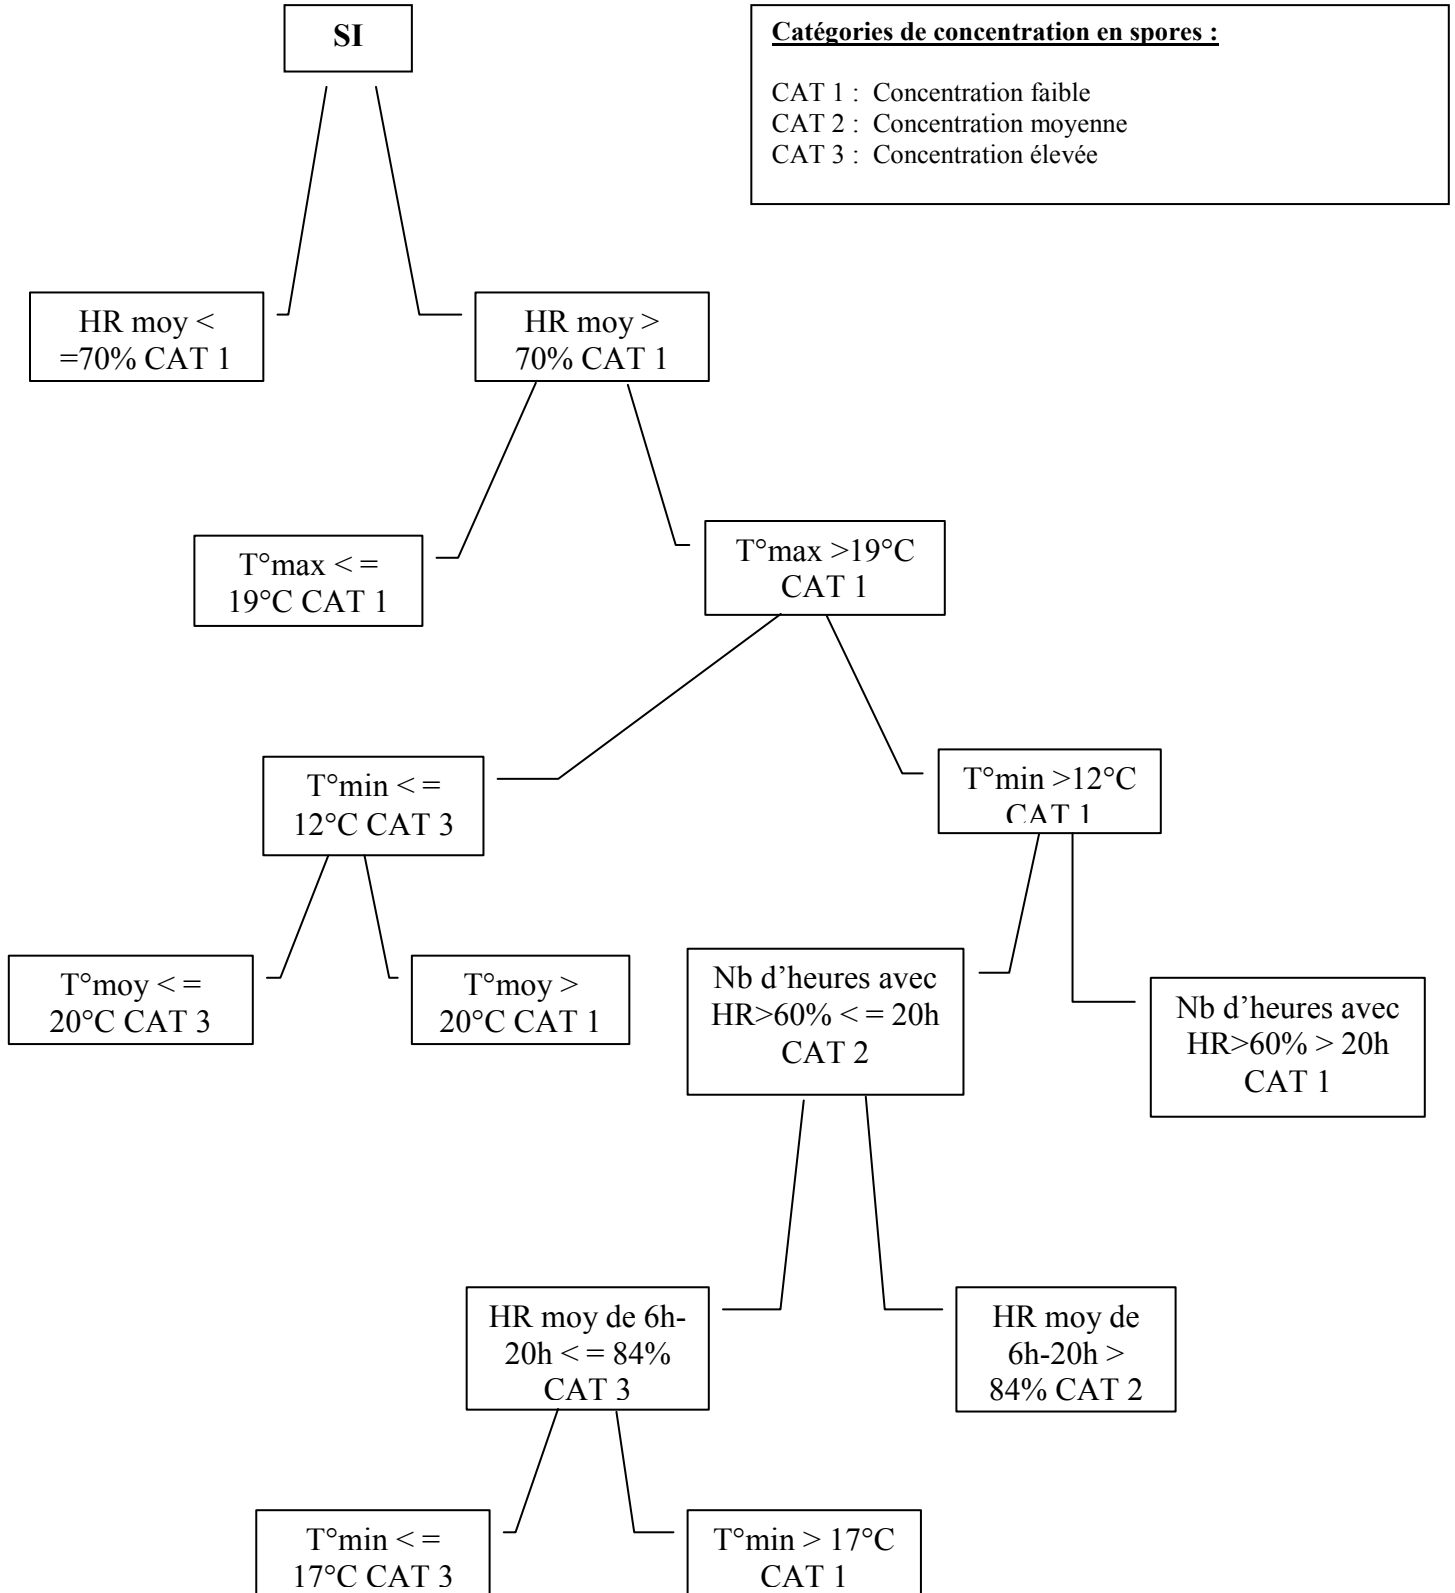 SI
Catégories de concentration en spores :
CAT 1 : Concentration faible
CAT 2 : Concentration moyenne
CAT 3 : Concentration élevée
HR moy <
=70% CAT 1
HR moy >
70% CAT 1
T°max < =
19°C CAT 1
T°max >19°C
CAT 1
T°min < =
12°C CAT 3
T°min >12°C
CAT 1
T°moy < =
20°C CAT 3
T°moy >
20°C CAT 1
Nb d’heures avec
HR>60% < = 20h
CAT 2
Nb d’heures avec
HR>60% > 20h
CAT 1
HR moy de 6h-
20h < = 84%
CAT 3
HR moy de
6h-20h >
84% CAT 2
T°min < =
17°C CAT 3
T°min > 17°C
CAT 1